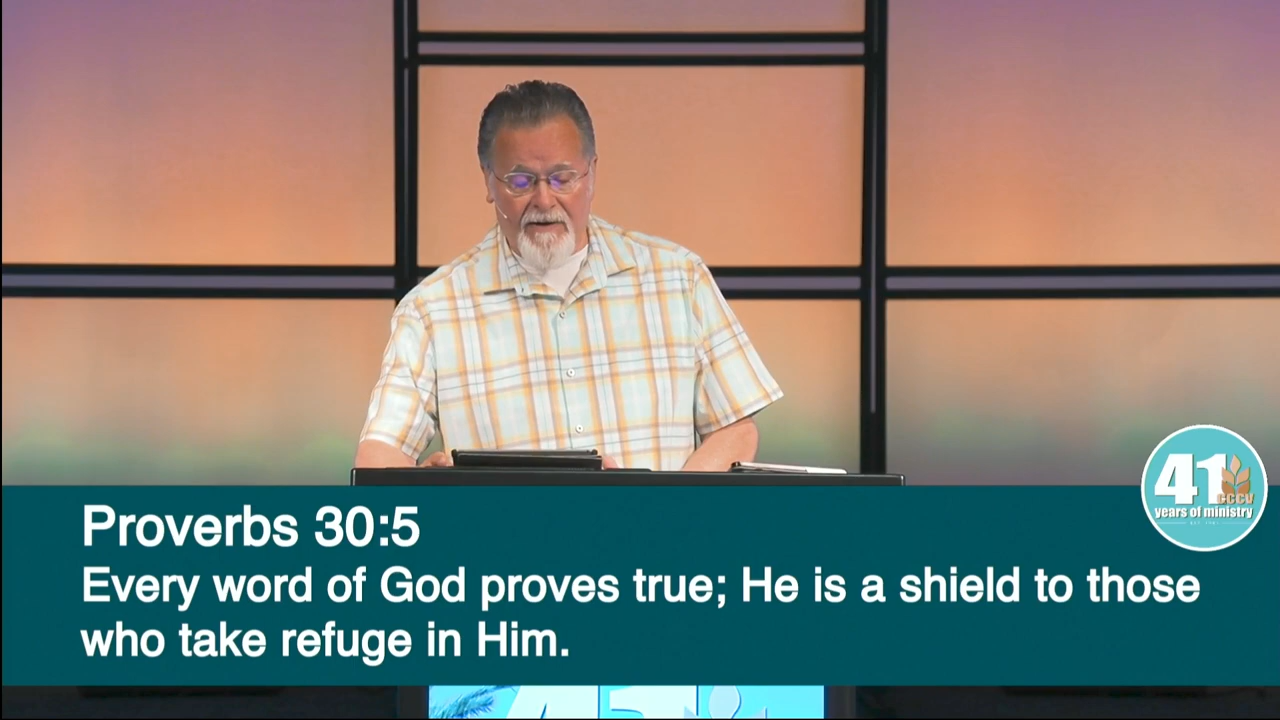 41
CCCV
years of ministry
Proverbs 30:5
Every word of God proves true; He is a shield to those
who take refuge in Him.